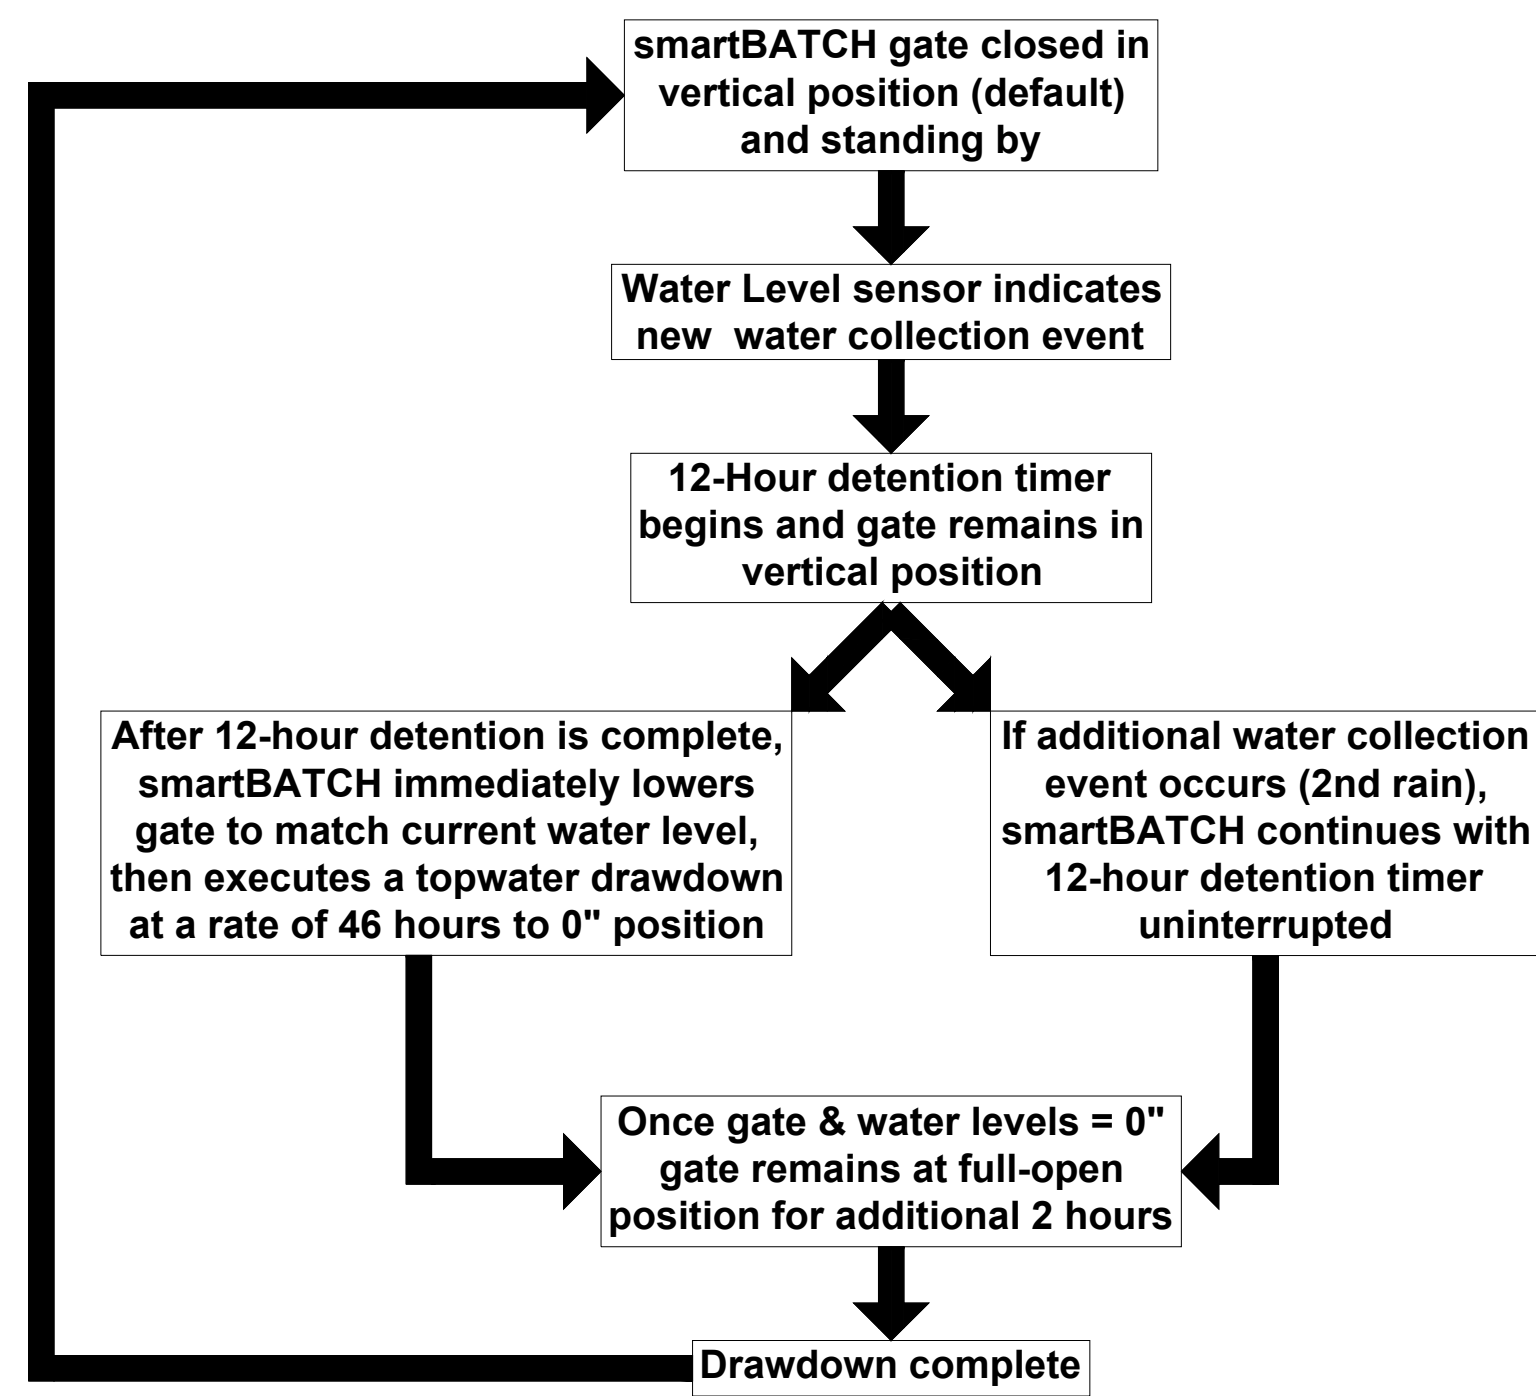 smartBATCH gate closed in
vertical position (default)
and standing by
Water Level sensor indicates
new  water collection event
12-Hour detention timer
begins and gate remains in
vertical position
After 12-hour detention is complete,
smartBATCH immediately lowers
gate to match current water level,
then executes a topwater drawdown
at a rate of 46 hours to 0" position
If additional water collection
event occurs (2nd rain),
smartBATCH continues with
12-hour detention timer
uninterrupted
Once gate & water levels = 0"
gate remains at full-open
position for additional 2 hours
Drawdown complete